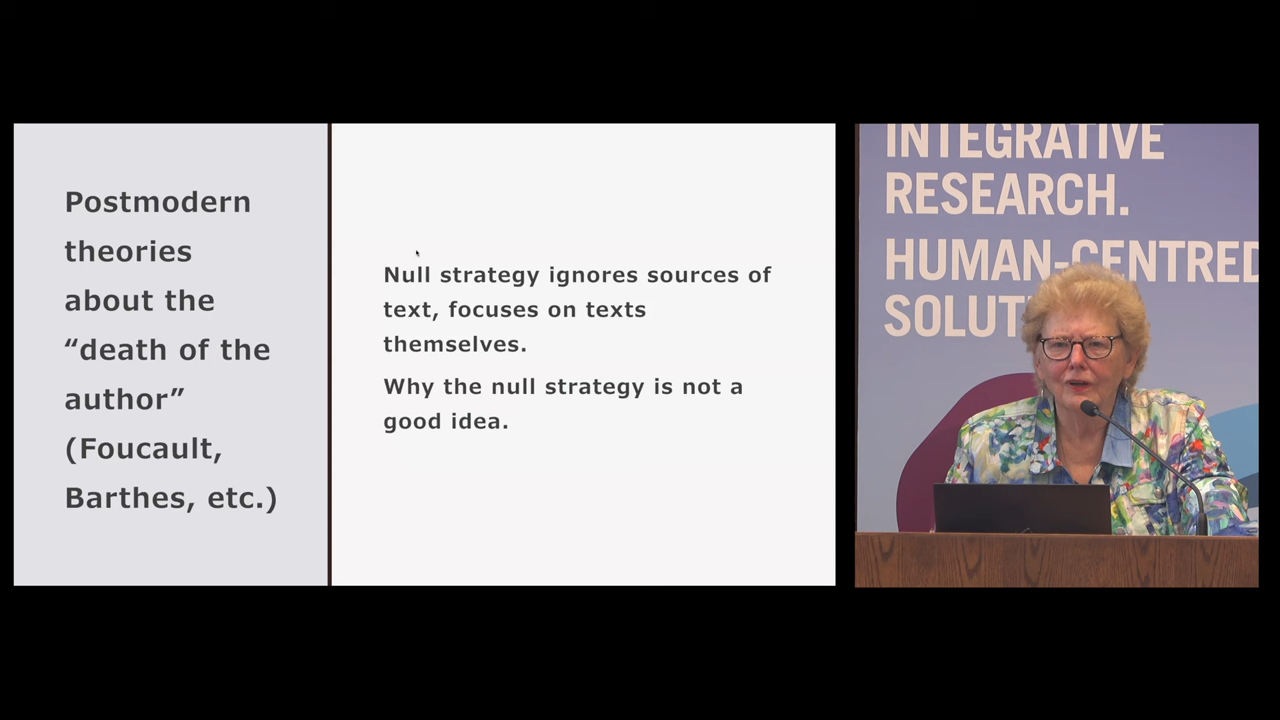 Postmodern
theories
about the
“death of the
author”
(Foucault,
Barthes, etc.)
Null strategy ignores sources of
text, focuses on texts
themselves.
Why the null strategy is not a
good idea.
INTEGRATIVE
RESEARCH.
HUMAN-CENTRED
SOLUT